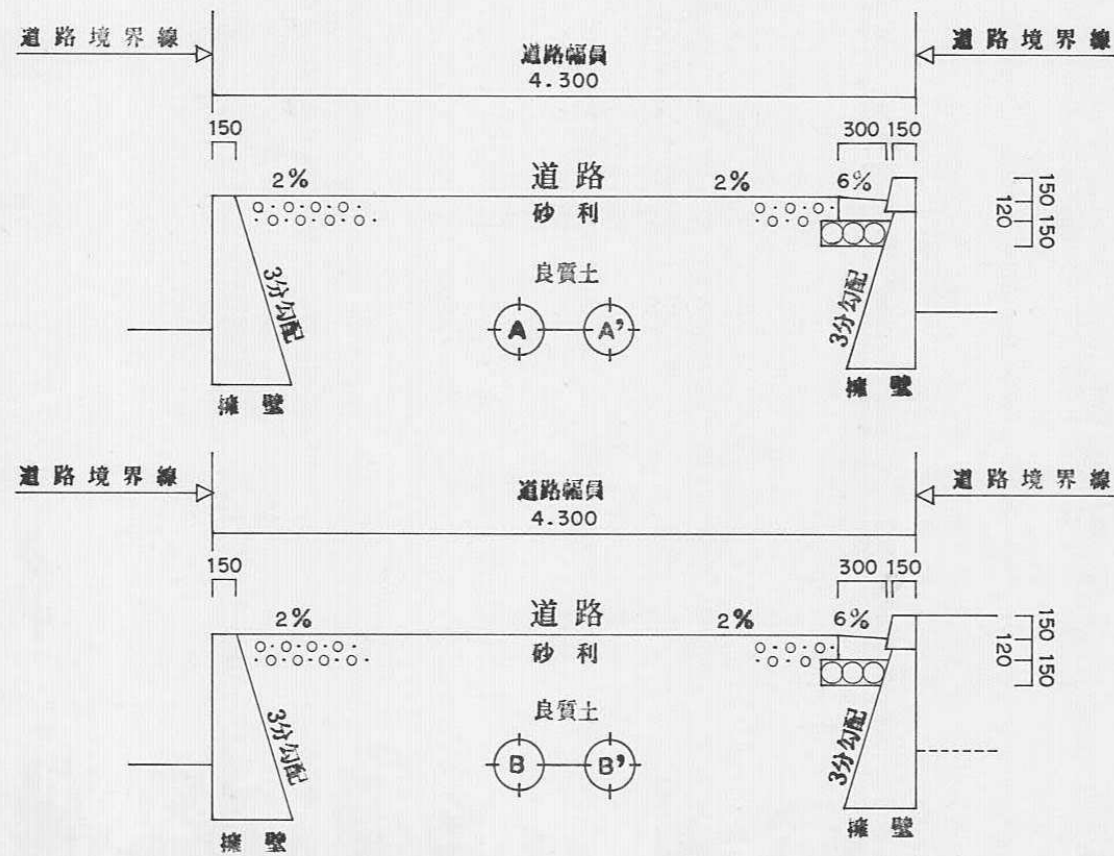 道路境界線
道路幅員
4.300
道路境界線
150
300 150
2%
道路
2%
6%
砂利
良質土
150
120
150
3分勾配
A
A'
3分勾配
擁壁
擁壁
道路境界線
道路幅員
4.300
道路境界線
150
300 150
2%
道路
2%
6%
砂利
良質土
150
120
150
3分勾配
B
B'
3分勾配
擁壁
擁壁